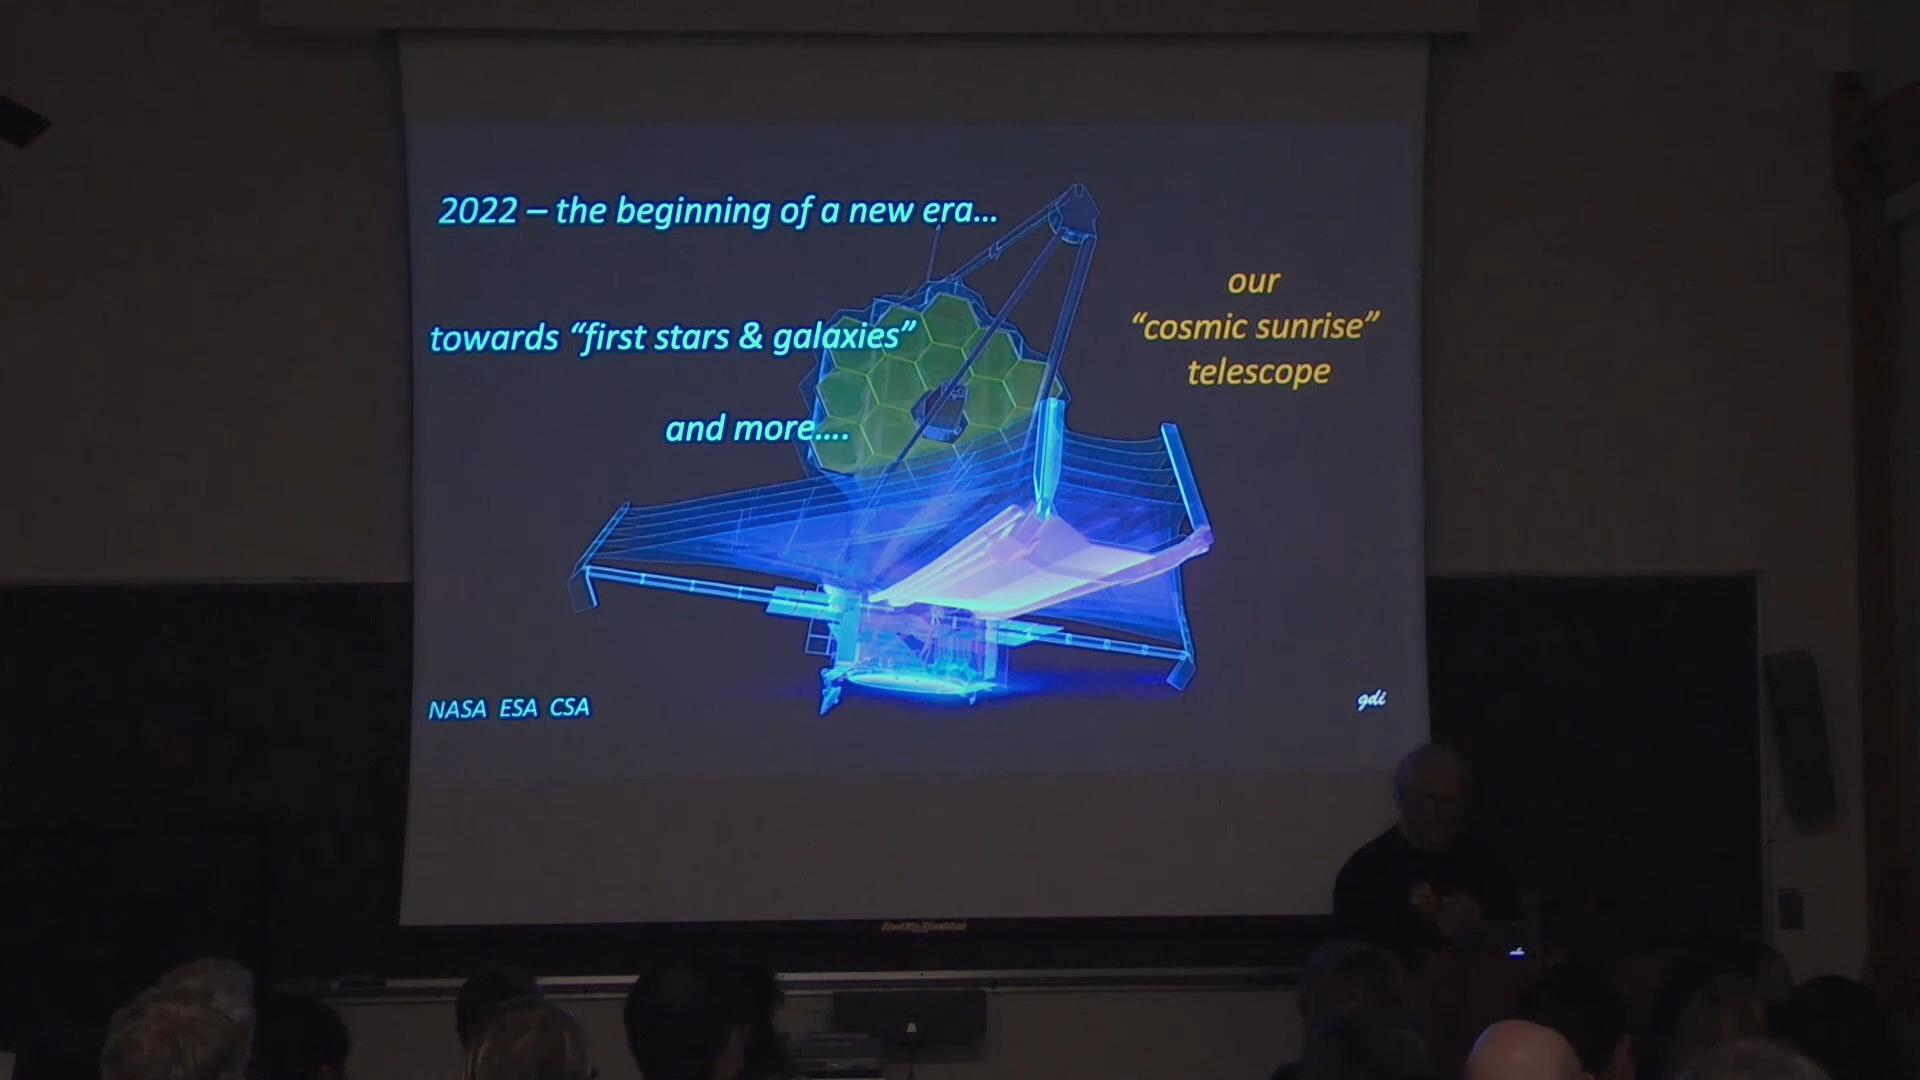 2022 – the beginning of a new era...
our
“cosmic sunrise”
telescope
towards “first stars & galaxies”
and more....
NASA ESA CSA
gdi